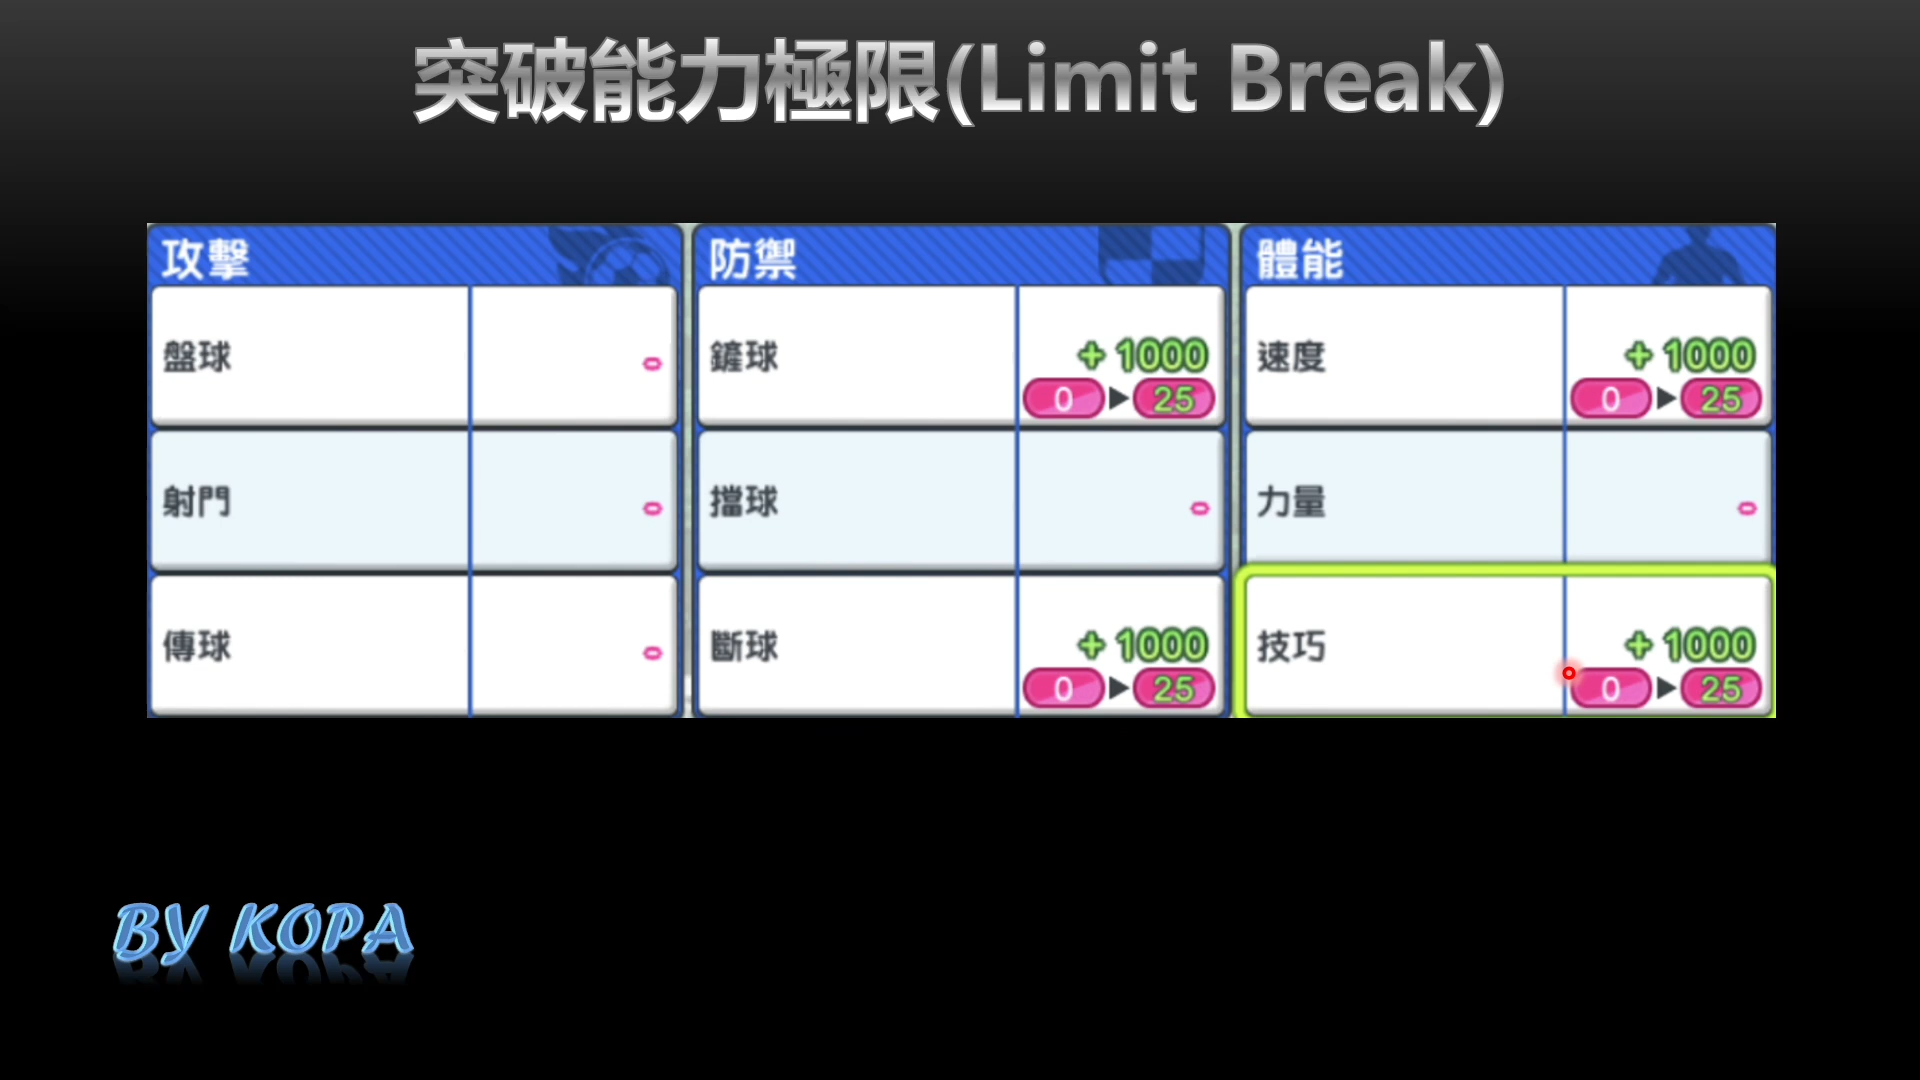 突破能力極限(Limit Break)
攻擊
盤球 -
射門 -
傳球 -
防禦
鏟球 + 1000
0 ▶ 25
擋球 -
斷球 + 1000
0 ▶ 25
體能
速度 + 1000
0 ▶ 25
力量 -
技巧 + 1000
0 ▶ 25
BY KOPA